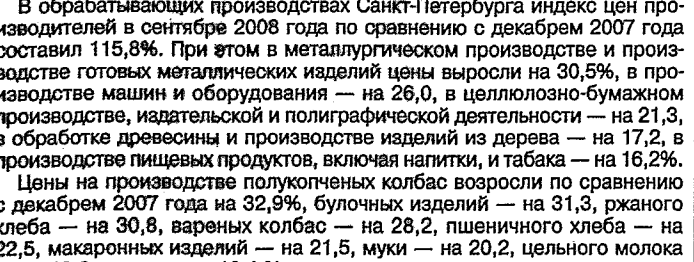 В обрабатывающих производствах Санкт-Петербурга индекс цен про-
изводителей в сентябре 2008 года по сравнению с декабрем 2007 года
составил 115,8%. При этом в металлургическом производстве и произ-
водстве готовых металлических изделий цены выросли на 30,5%, в про-
изводстве машин и оборудования — на 26,0, в целлюлозно-бумажном
производстве, издательской и полиграфической деятельности — на 21,3,
в обработке древесины и производстве изделий из дерева — на 17,2, в
производстве пищевых продуктов, включая напитки, и табака — на 16,2%.
Цены на производстве полукопченых колбас возросли по сравнению
с декабрем 2007 года на 32,9%, булочных изделий — на 31,3, ржаного
хлеба — на 30,8, вареных колбас — на 28,2, пшеничного хлеба — на
22,5, макаронных изделий — на 21,5, муки — на 20,2, цельного молока